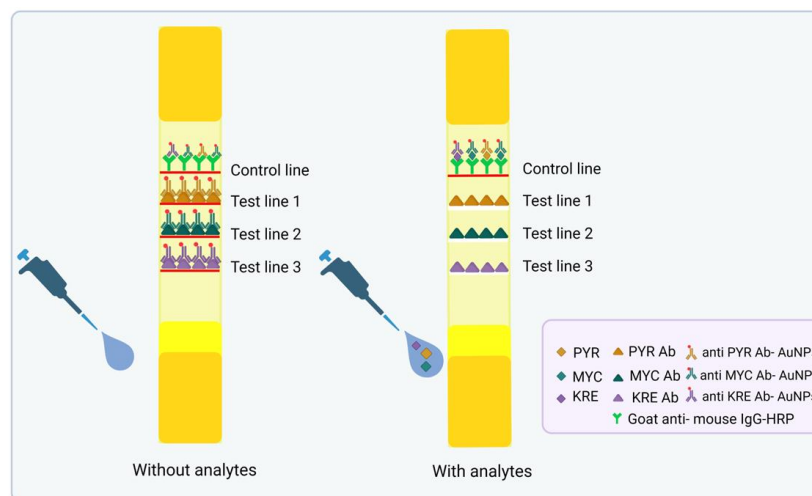 Control line
Test line 1
Test line 2
Test line 3
Without analytes
Control line
Test line 1
Test line 2
Test line 3
With analytes
PYR PYR Ab anti PYR Ab- AuNP
MYC MYC Ab anti MYC Ab- AuNP
KRE KRE Ab anti KRE Ab- AuNPs
Goat anti- mouse IgG-HRP